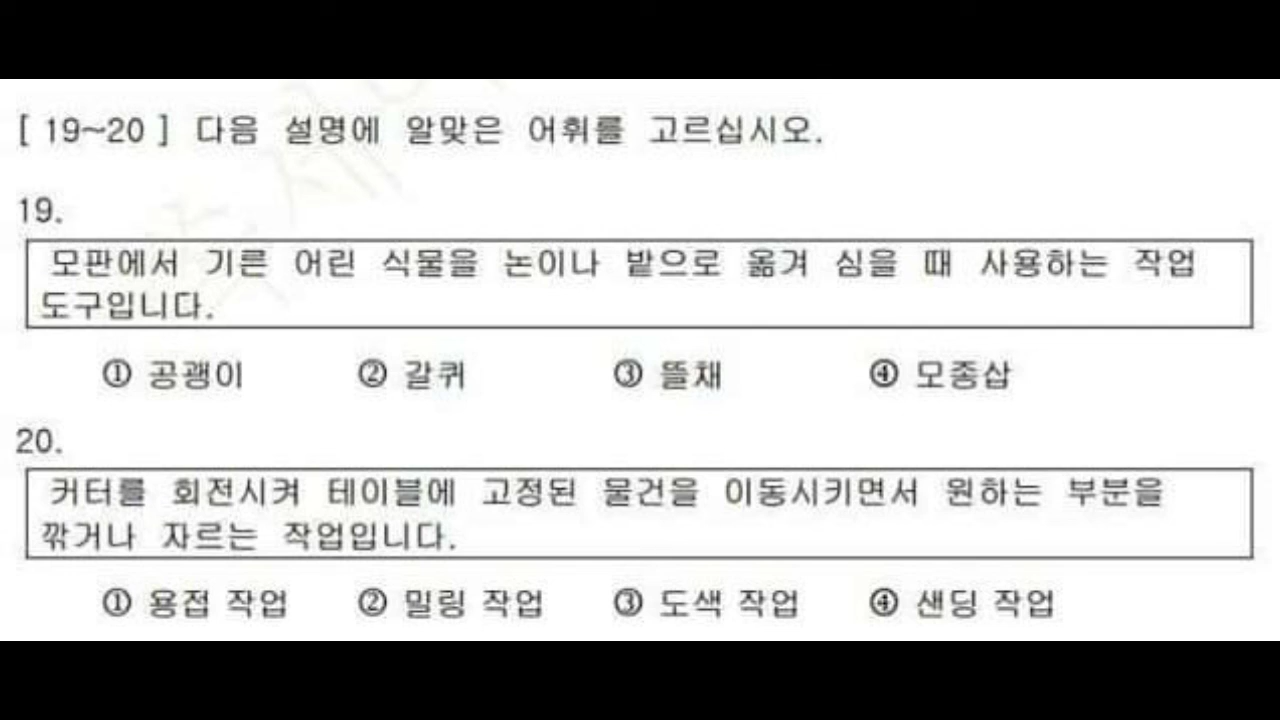 [ 19~20 ] 다음 설명에 알맞은 어휘를 고르십시오.
19.
모판에서 기른 어린 식물을 논이나 밭으로 옮겨 심을 때 사용하는 작업
도구입니다.
① 공괭이 ② 갈퀴 ③ 뜰채 ④ 모종삽
20.
커터를 회전시켜 테이블에 고정된 물건을 이동시키면서 원하는 부분을
깎거나 자르는 작업입니다.
① 용접 작업 ② 밀링 작업 ③ 도색 작업 ④ 샌딩 작업